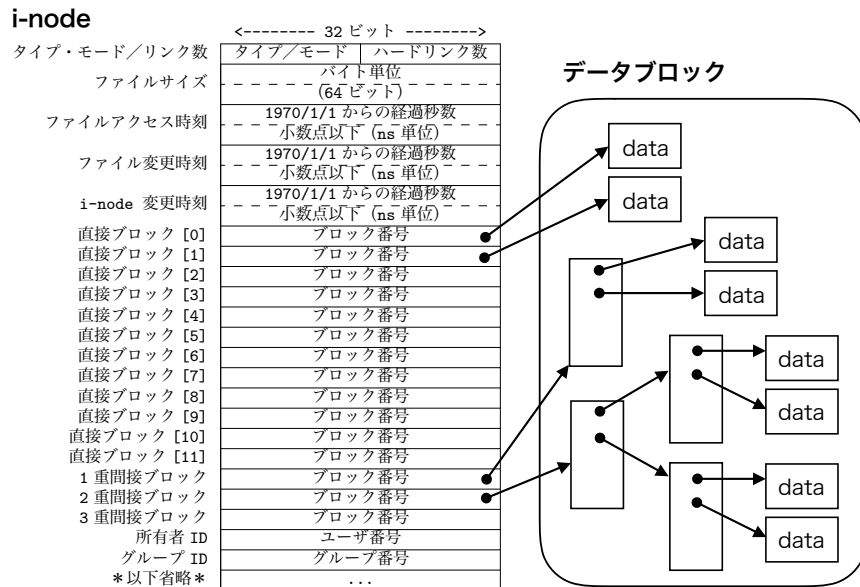 i-node
<-------- 32 ビット -------->
タイプ・モード／リンク数 タイプ／モード ハードリンク数
ファイルサイズ バイト単位
(64 ビット)
ファイルアクセス時刻 1970/1/1 からの経過秒数
小数点以下 (ns 単位)
ファイル変更時刻 1970/1/1 からの経過秒数
小数点以下 (ns 単位)
i-node 変更時刻 1970/1/1 からの経過秒数
小数点以下 (ns 単位)
直接ブロック [0] ブロック番号
直接ブロック [1] ブロック番号
直接ブロック [2] ブロック番号
直接ブロック [3] ブロック番号
直接ブロック [4] ブロック番号
直接ブロック [5] ブロック番号
直接ブロック [6] ブロック番号
直接ブロック [7] ブロック番号
直接ブロック [8] ブロック番号
直接ブロック [9] ブロック番号
直接ブロック [10] ブロック番号
直接ブロック [11] ブロック番号
1 重間接ブロック ブロック番号
2 重間接ブロック ブロック番号
3 重間接ブロック ブロック番号
所有者 ID ユーザ番号
グループ ID グループ番号
＊以下省略＊ ...
データブロック
data
data
data
data
data
data
data
data